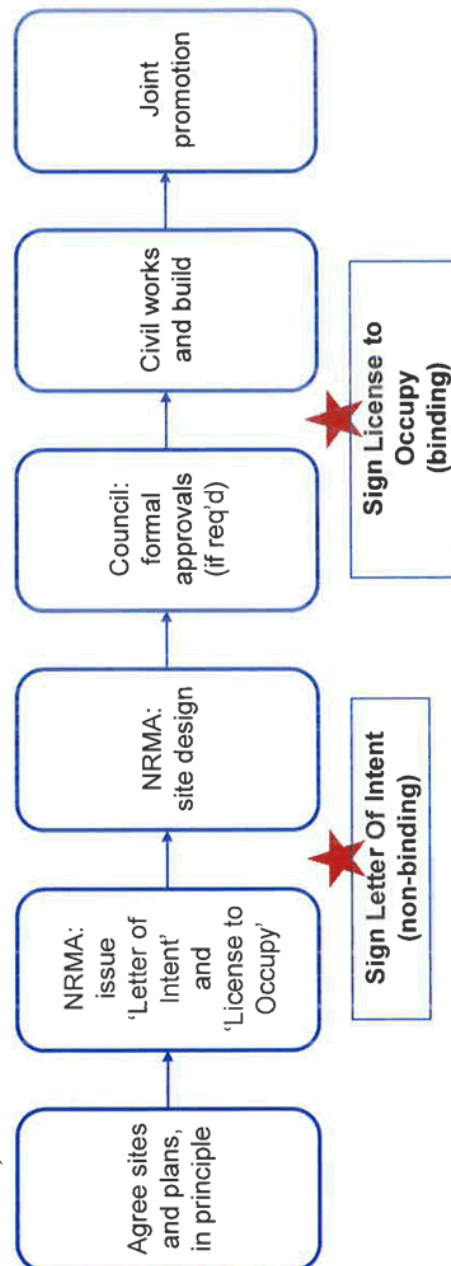 Agree sites
and plans,
in principle
NRMA:
issue
‘Letter of
Intent’
and
‘License to
Occupy’
NRMA:
site design
Council:
formal
approvals
(if req’d)
Civil works
and build
Joint
promotion
Sign Letter Of Intent
(non-binding)
Sign License to
Occupy
(binding)